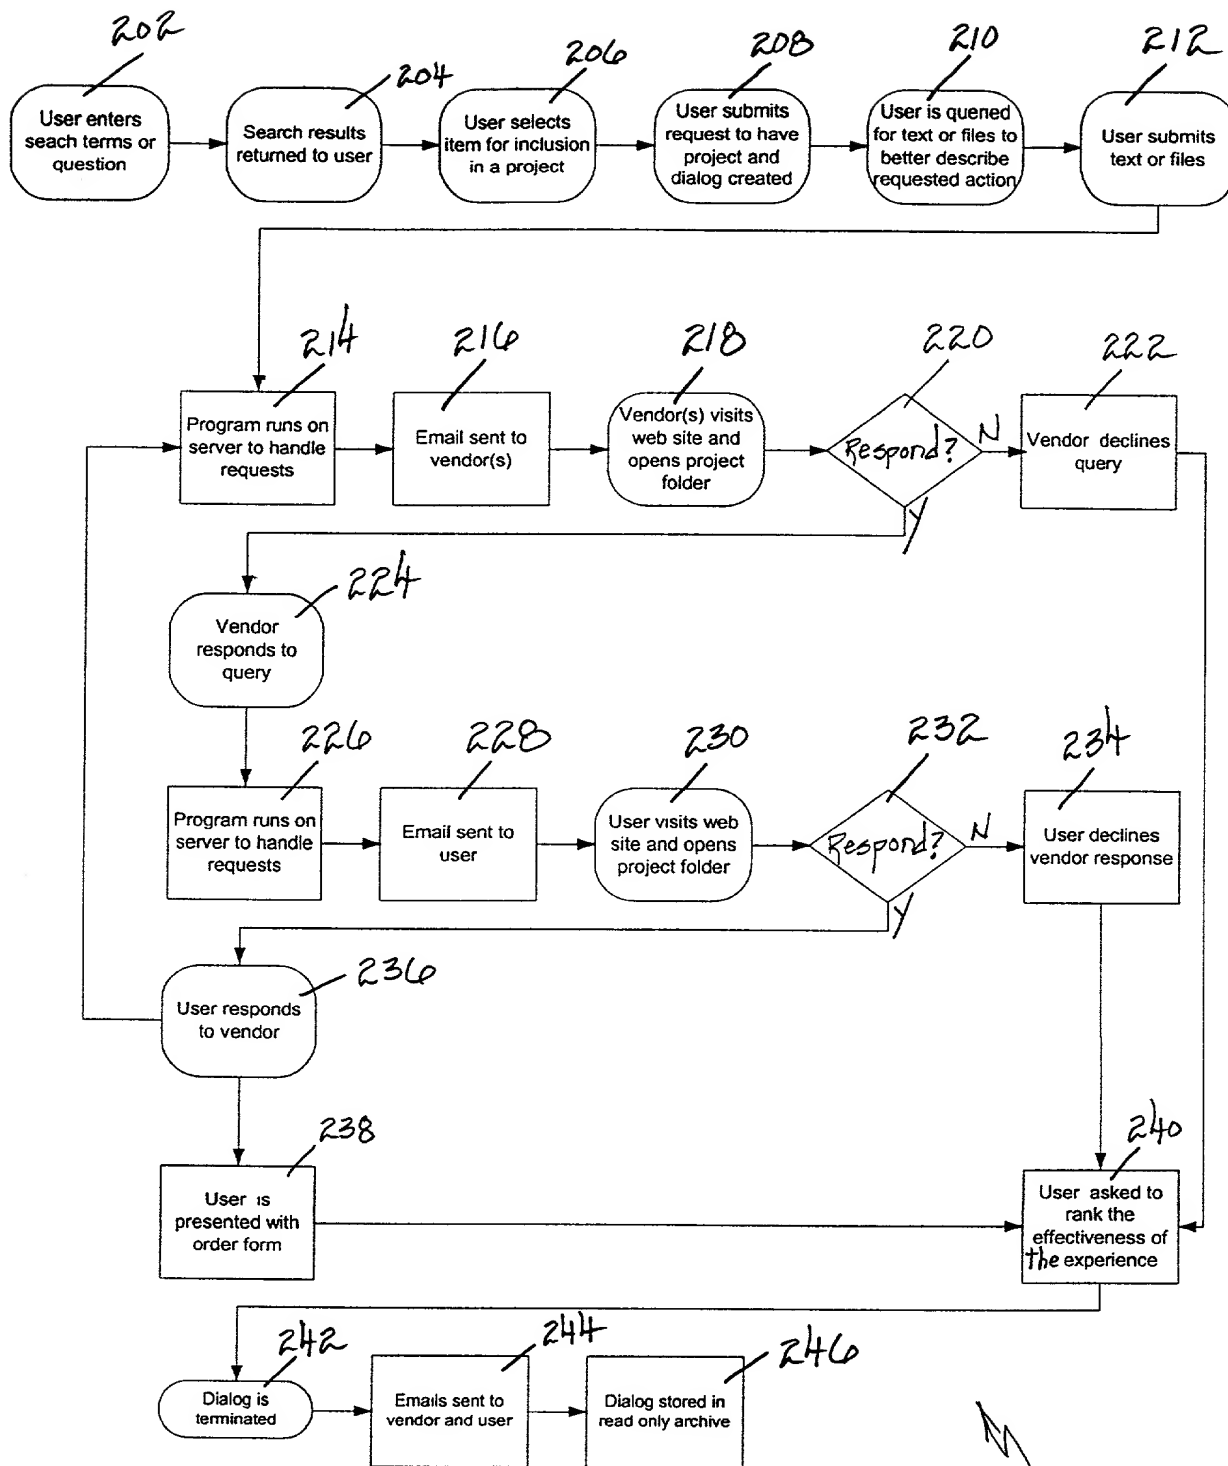 202
204
206
208
210
212
User enters
seach terms or
question
Search results
returned to user
User selects
item for inclusion
in a project
User submits
request to have
project and
dialog created
User is queried
for text or files to
better describe
requested action
User submits
text or files
214
216
218
220
222
Program runs on
server to handle
requests
Email sent to
vendor(s)
Vendor(s) visits
web site and
opens project
folder
Respond?
N
Vendor declines
query
Y
224
Vendor
responds to
query
226
228
230
232
234
Program runs on
server to handle
requests
Email sent to
user
User visits web
site and opens
project folder
Respond?
N
User declines
vendor response
Y
236
User responds
to vendor
238
240
User is
presented with
order form
User asked to
rank the
effectiveness of
the experience
242
244
246
Dialog is
terminated
Emails sent to
vendor and user
Dialog stored in
read only archive